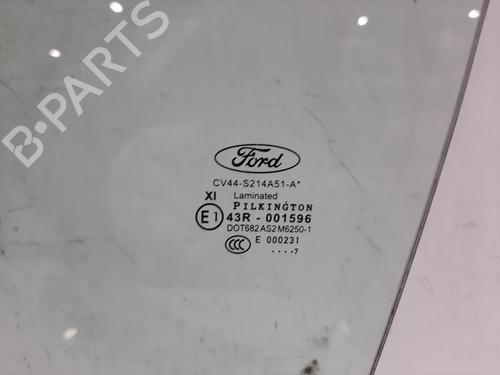 B-PARTS
Ford
CV44-S214A51-A*
XI Laminated
PILKINGTON
E1 43R - 001596
DOT682 AS2 M6250-1
CCC E 000231
....7